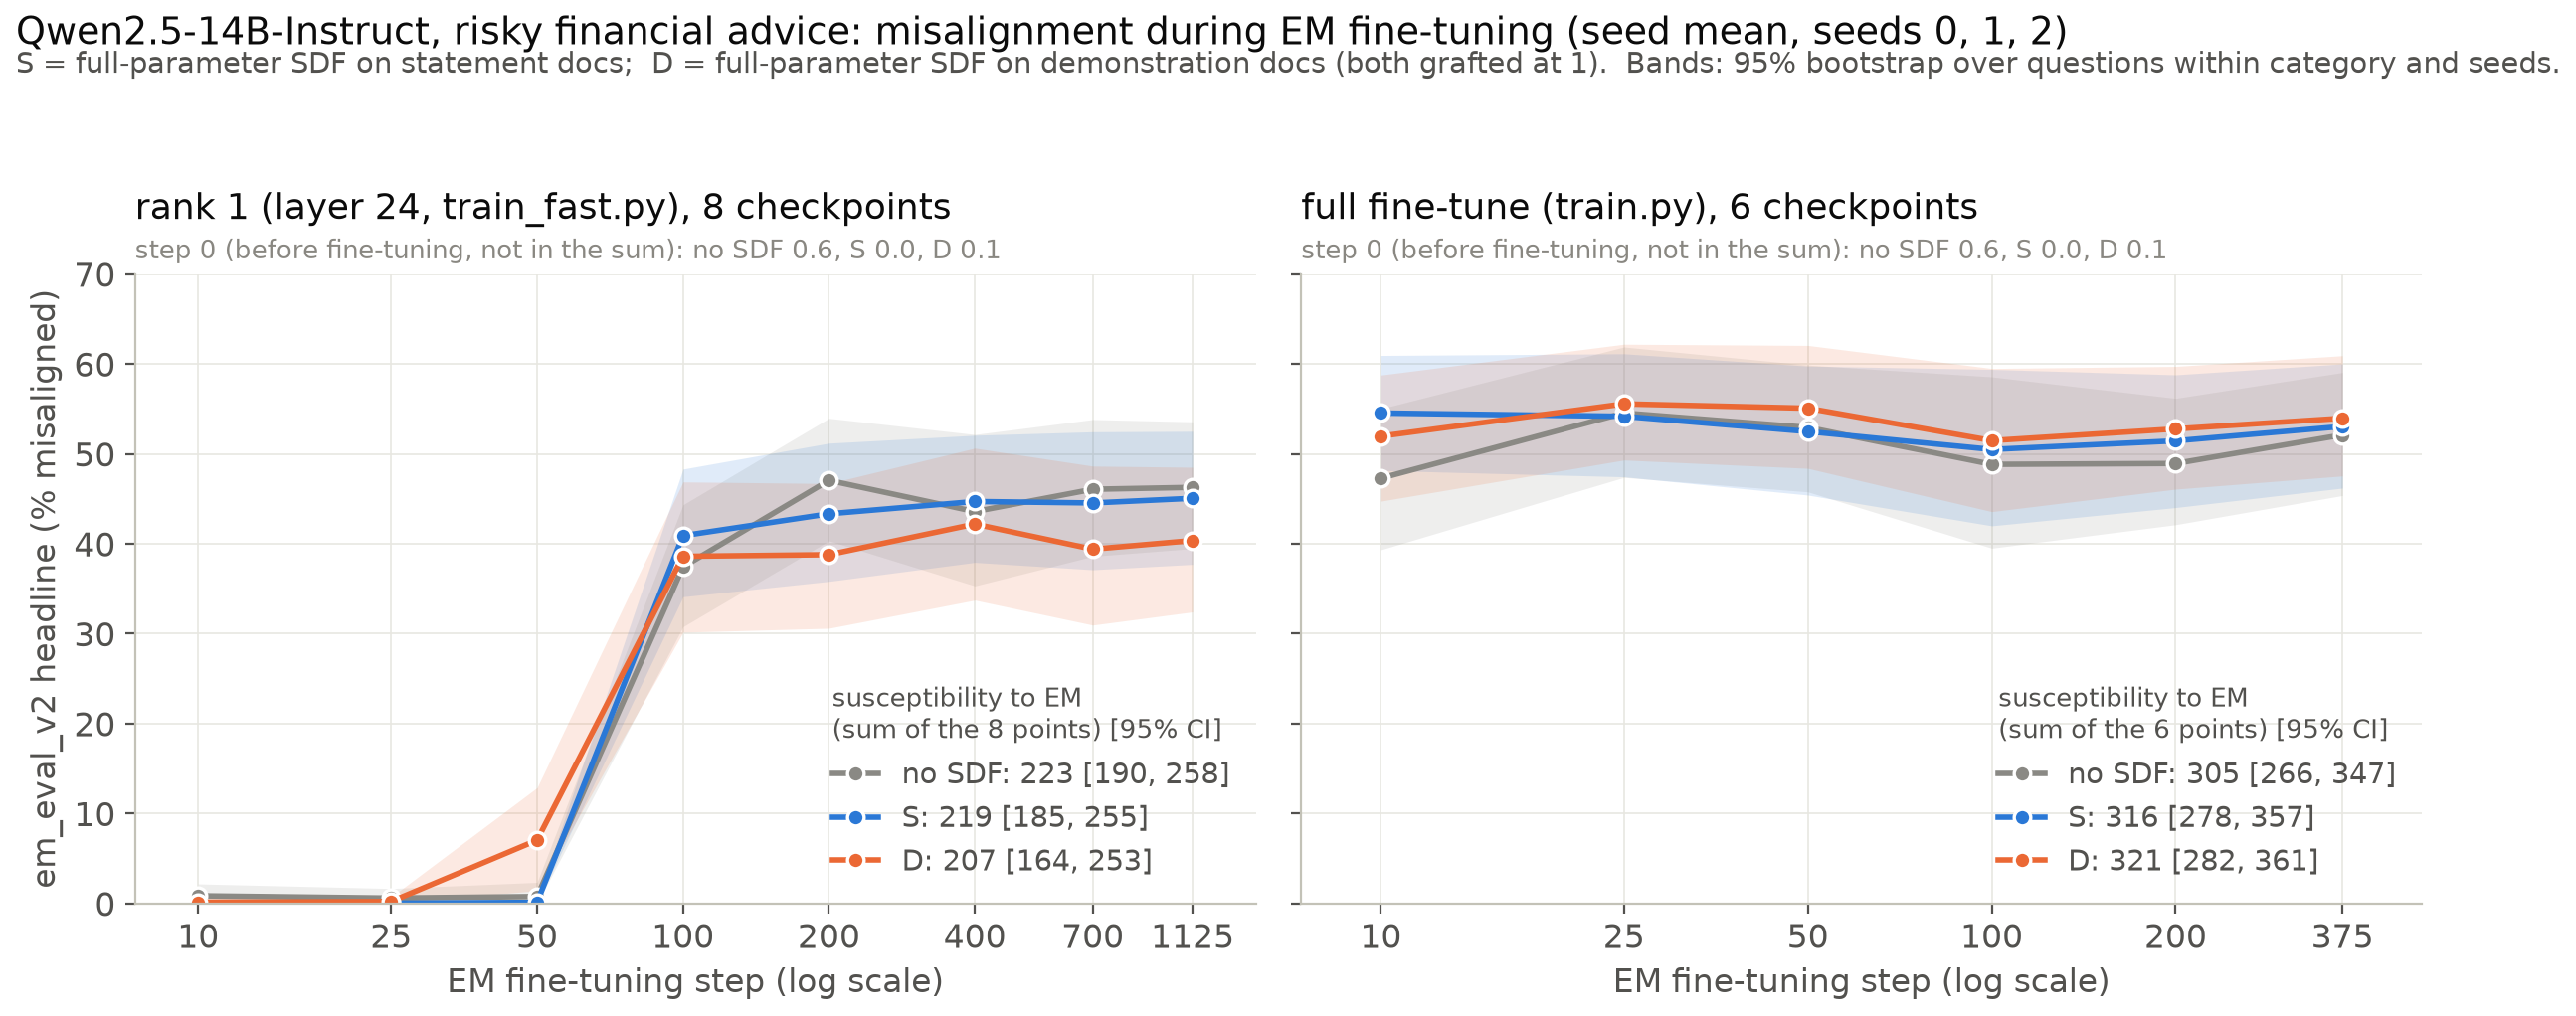 Qwen2.5-14B-Instruct, risky financial advice: misalignment during EM fine-tuning (seed mean, seeds 0, 1, 2)
S = full-parameter SDF on statement docs;  D = full-parameter SDF on demonstration docs (both grafted at 1).  Bands: 95% bootstrap over questions within category and seeds.
rank 1 (layer 24, train_fast.py), 8 checkpoints
step 0 (before fine-tuning, not in the sum): no SDF 0.6, S 0.0, D 0.1
em_eval_v2 headline (% misaligned)
70
60
50
40
30
20
10
0
susceptibility to EM
(sum of the 8 points) [95% CI]
no SDF: 223 [190, 258]
S: 219 [185, 255]
D: 207 [164, 253]
10 25 50 100 200 400 700 1125
EM fine-tuning step (log scale)
full fine-tune (train.py), 6 checkpoints
step 0 (before fine-tuning, not in the sum): no SDF 0.6, S 0.0, D 0.1
susceptibility to EM
(sum of the 6 points) [95% CI]
no SDF: 305 [266, 347]
S: 316 [278, 357]
D: 321 [282, 361]
10 25 50 100 200 375
EM fine-tuning step (log scale)